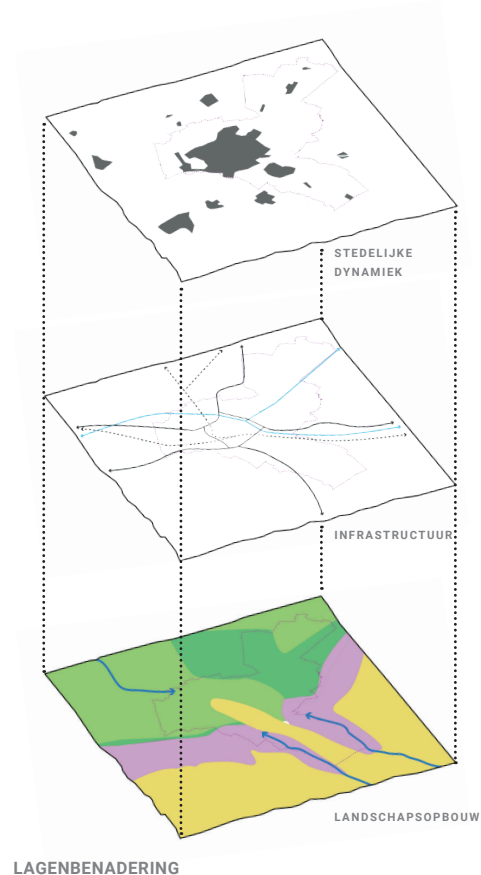 STEDELIJKE
DYNAMIEK
INFRASTRUCTUUR
LANDSCHAPSOPBOUW
LAGENBENADERING